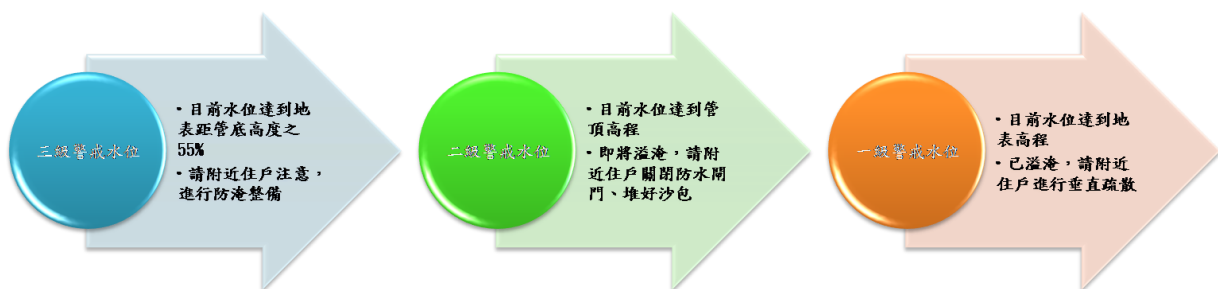 三級警戒水位
・目前水位達到地
表距管底高度之
55%
・請附近住戶注意，
進行防淹整備
二級警戒水位
・目前水位達到管
頂高程
・即將溢淹，請附
近住戶關閉防水閘
門、堆好沙包
一級警戒水位
・目前水位達到地
表高程
・已溢淹，請附近
住戶進行垂直疏散